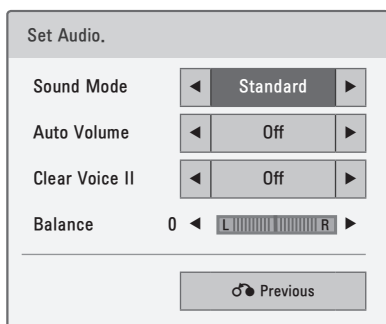 Set Audio.
Sound Mode ◀ Standard ▶
Auto Volume ◀ Off ▶
Clear Voice II ◀ Off ▶
Balance 0 ◀ L R ▶
Previous